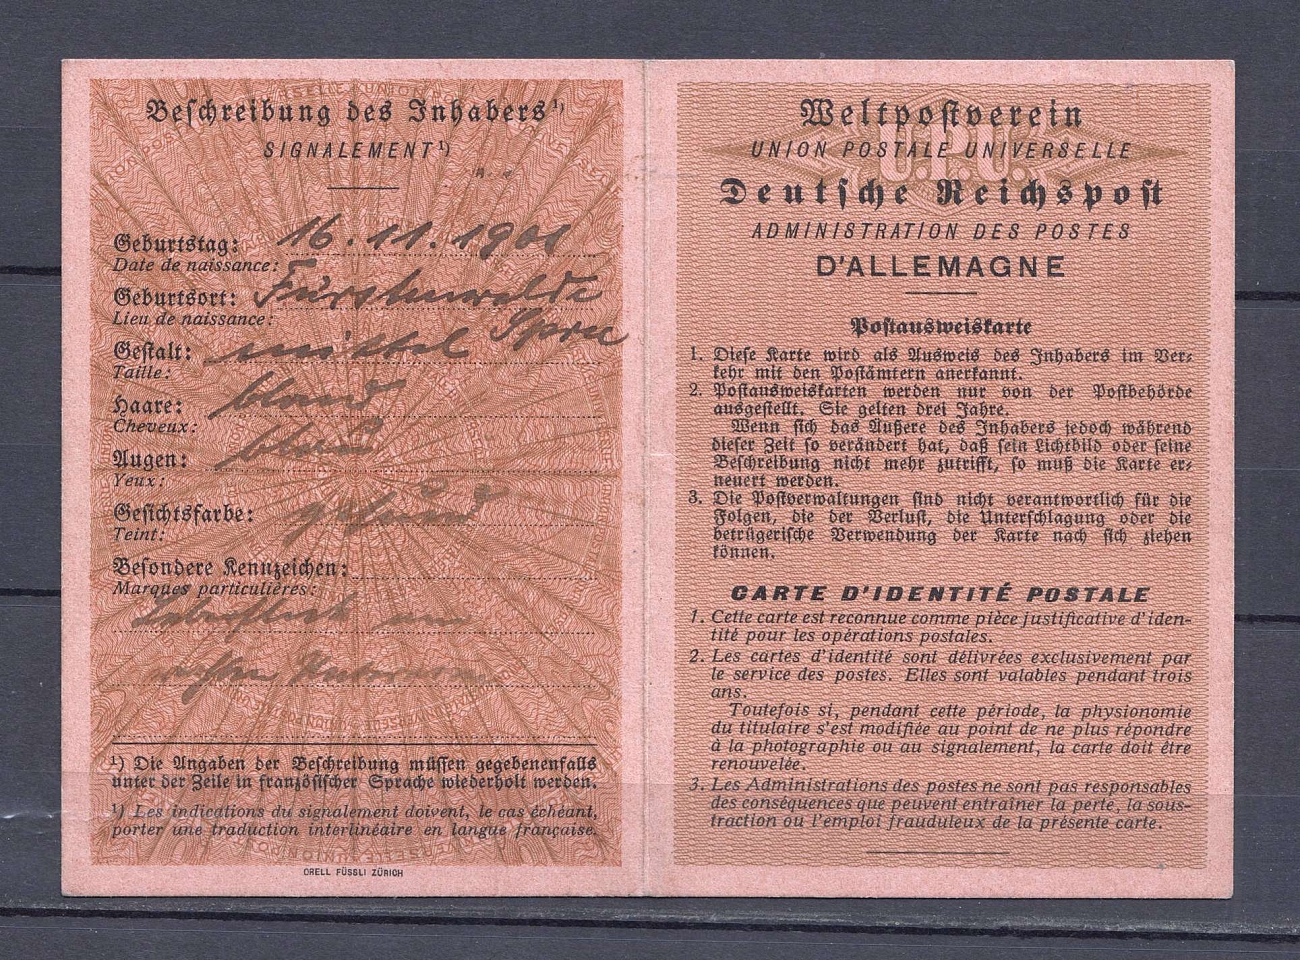 Beschreibung des Inhabers¹)
SIGNALEMENT¹)
Geburtstag: 16.11.1901
Date de naissance:
Geburtsort: Fürstenwalde
Lieu de naissance: Spree
Gestalt: mittel
Taille:
Haare: blond
Cheveux:
Augen: blau
Yeux:
Gesichtsfarbe: gesund
Teint:
Besondere Kennzeichen:
Marques particulières:
Leberfleck am
Unterarm
¹) Die Angaben der Beschreibung müssen gegebenenfalls
unter der Zeile in französischer Sprache wiederholt werden.
¹) Les indications du signalement doivent, le cas échéant,
porter une traduction interlinéaire en langue française.
ORELL FÜSSLI ZÜRICH
U.P.U.
Weltpostverein
UNION POSTALE UNIVERSELLE
Deutsche Reichspost
ADMINISTRATION DES POSTES
D'ALLEMAGNE
Postausweiskarte
1. Diese Karte wird als Ausweis des Inhabers im Ver-
kehr mit den Postämtern anerkannt.
2. Postausweiskarten werden nur von der Postbehörde
ausgestellt. Sie gelten drei Jahre.
Wenn sich das Äußere des Inhabers jedoch während
dieser Zeit so verändert hat, daß sein Lichtbild oder seine
Beschreibung nicht mehr zutrifft, so muß die Karte er-
neuert werden.
3. Die Postverwaltungen sind nicht verantwortlich für die
Folgen, die der Verlust, die Unterschlagung oder die
betrügerische Verwendung der Karte nach sich ziehen
können.
CARTE D'IDENTITÉ POSTALE
1. Cette carte est reconnue comme pièce justificative d'iden-
tité pour les opérations postales.
2. Les cartes d'identité sont délivrées exclusivement par
le service des postes. Elles sont valables pendant trois
ans.
Toutefois si, pendant cette période, la physionomie
du titulaire s'est modifiée au point de ne plus répondre
à la photographie ou au signalement, la carte doit être
renouvelée.
3. Les Administrations des postes ne sont pas responsables
des conséquences que peuvent entraîner la perte, la sous-
traction ou l'emploi frauduleux de la présente carte.